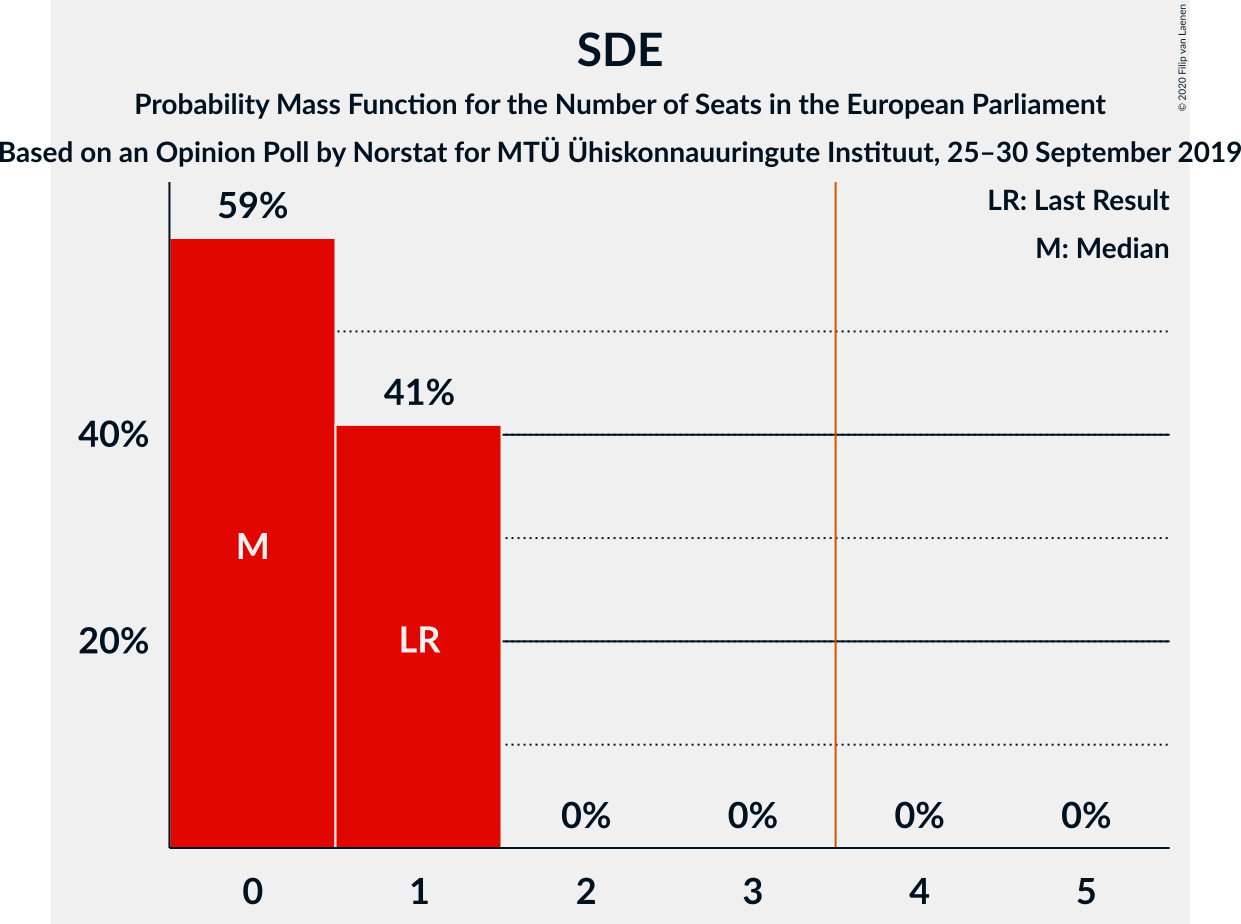 SDE
Probability Mass Function for the Number of Seats in the European Parliament
Based on an Opinion Poll by Norstat for MTÜ Ühiskonnauuringute Instituut, 25–30 September 2019
© 2020 Filip van Laenen
LR: Last Result
M: Median
59%
41%
40%
M
LR
20%
0% 0% 0% 0%
0 1 2 3 4 5